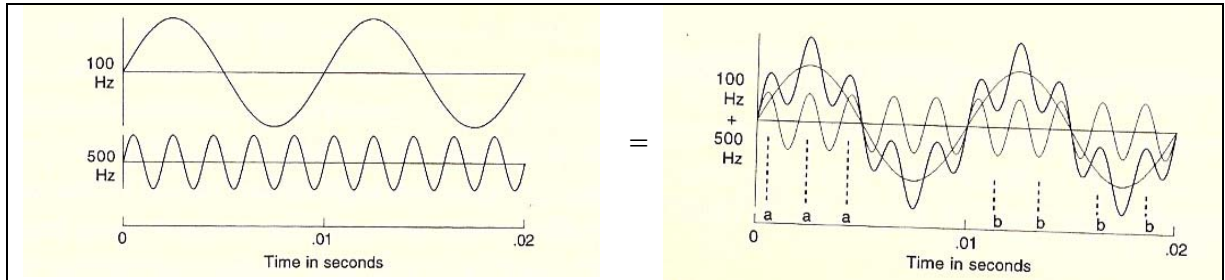 100
Hz
500
Hz
0 .01 .02
Time in seconds
=
100
Hz
+
500
Hz
a a a b b b b
0 .01 .02
Time in seconds